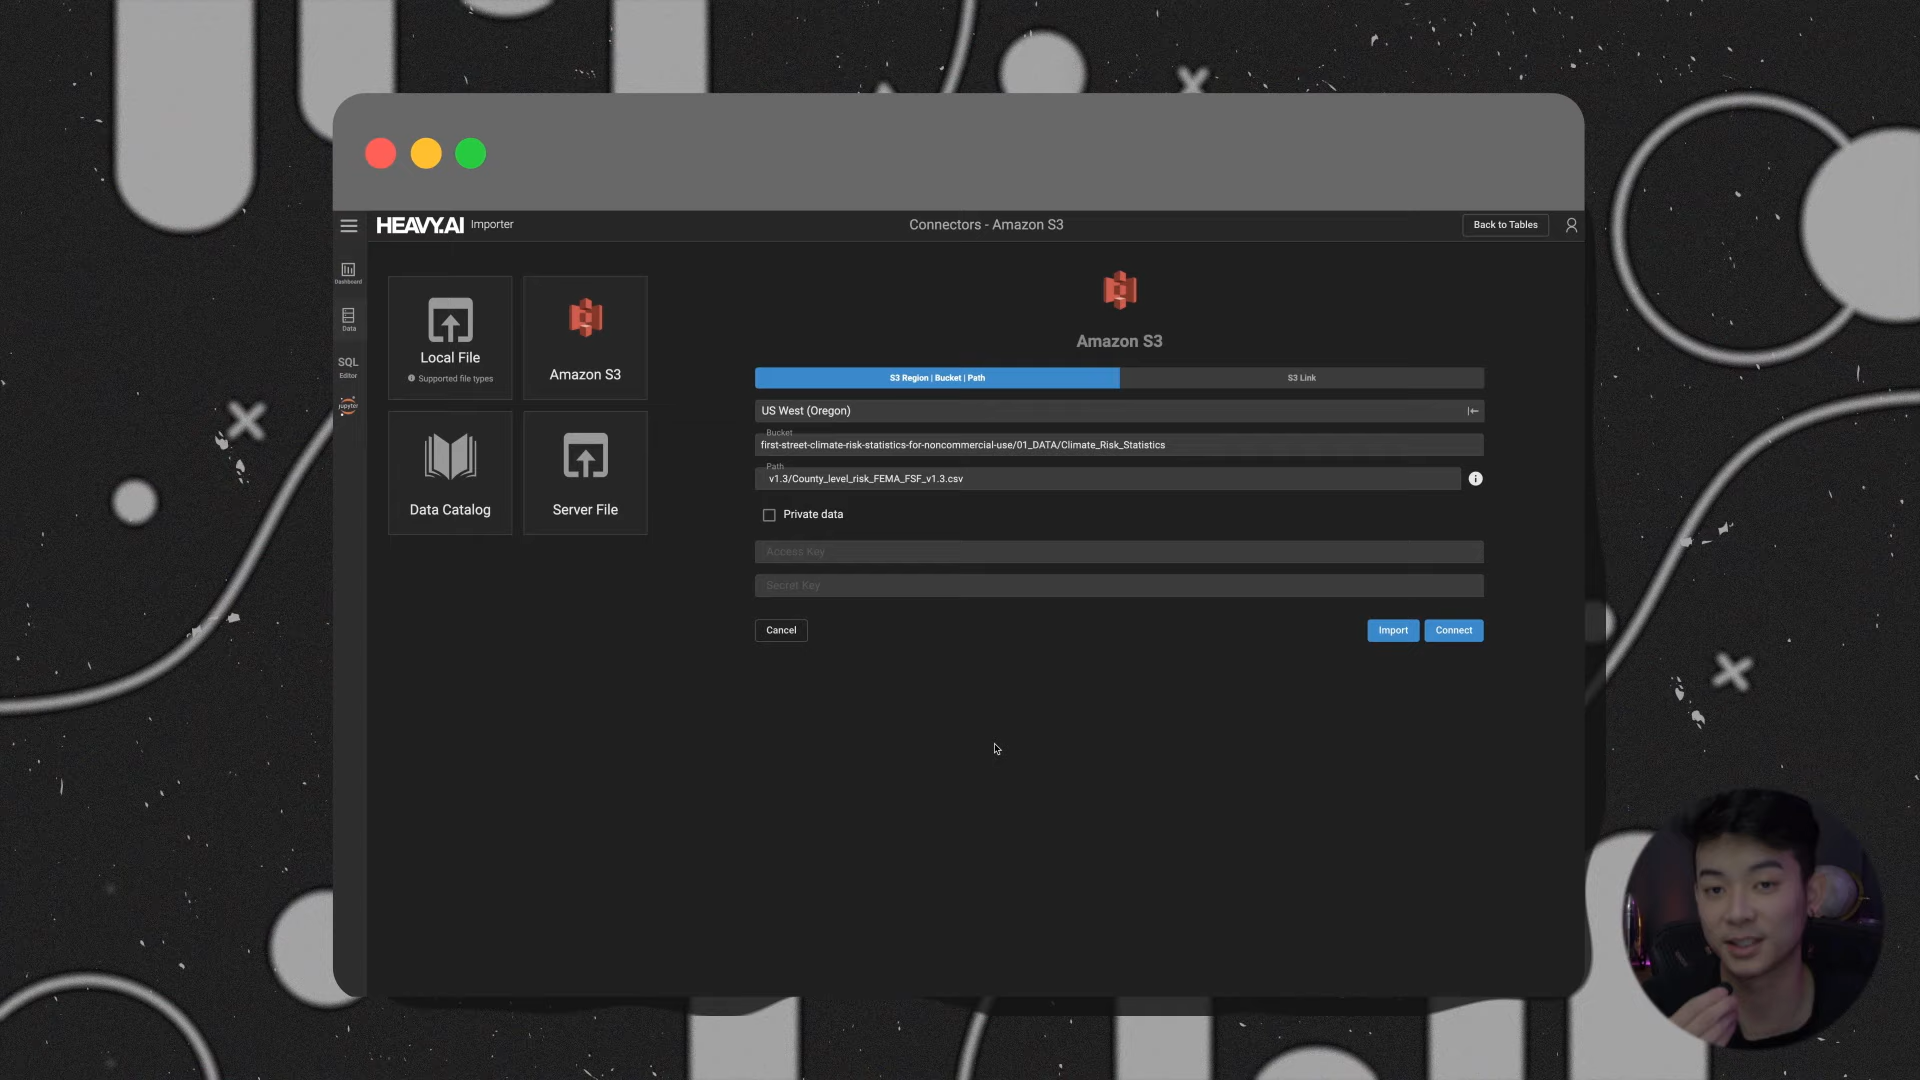 HEAVY.AI Importer
Connectors - Amazon S3
Back to Tables
Dashboard
Data
SQL
Editor
jupyter
Local File
Supported file types
Amazon S3
Data Catalog
Server File
Amazon S3
S3 Region | Bucket | Path
S3 Link
US West (Oregon)
Bucket
first-street-climate-risk-statistics-for-noncommercial-use/01_DATA/Climate_Risk_Statistics
Path
v1.3/County_level_risk_FEMA_FSF_v1.3.csv
Private data
Access Key
Secret Key
Cancel
Import
Connect